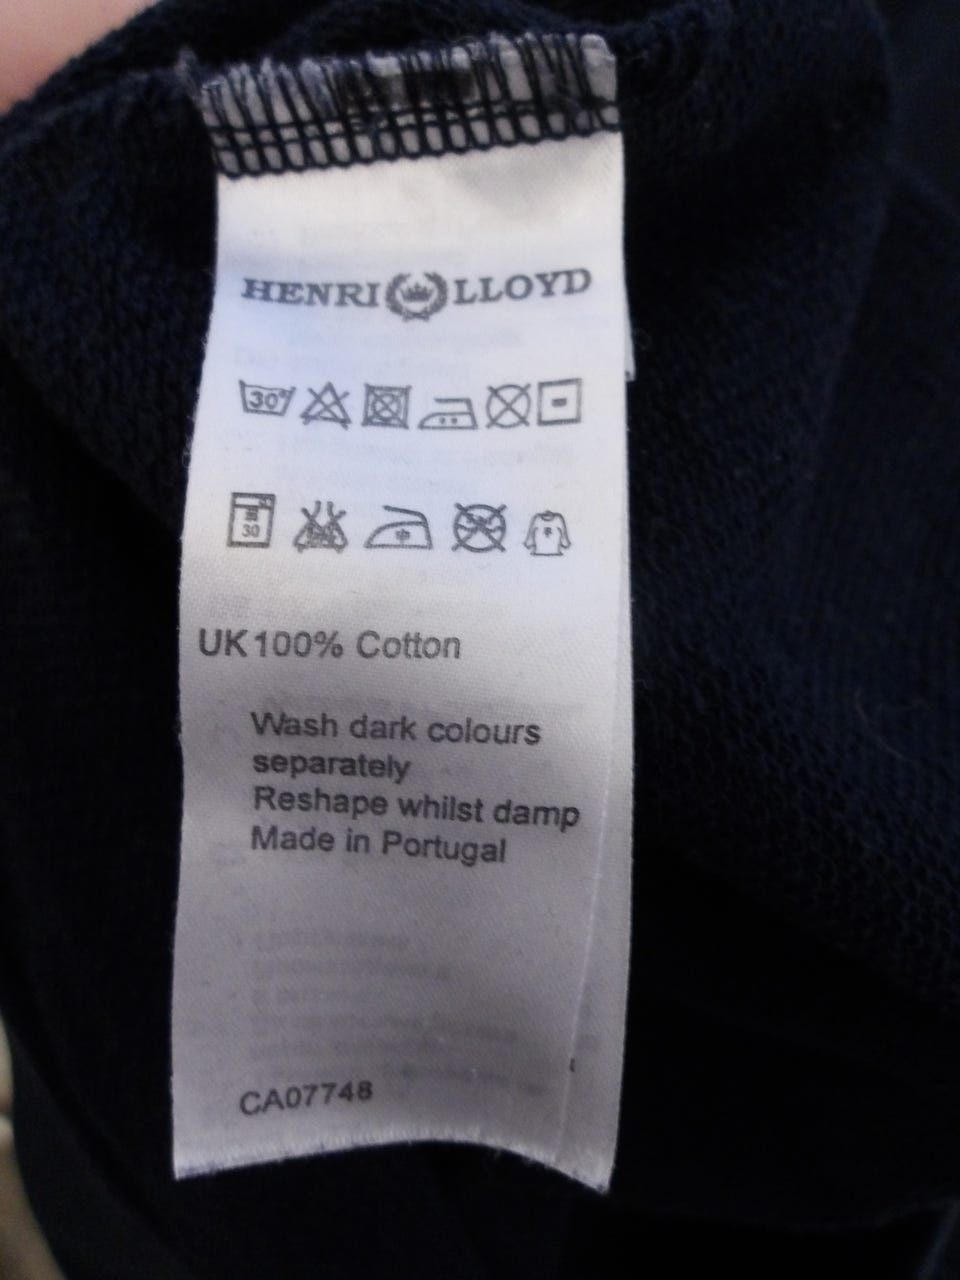 HENRI LLOYD
30°
30
UK 100% Cotton
Wash dark colours
separately
Reshape whilst damp
Made in Portugal
CA07748